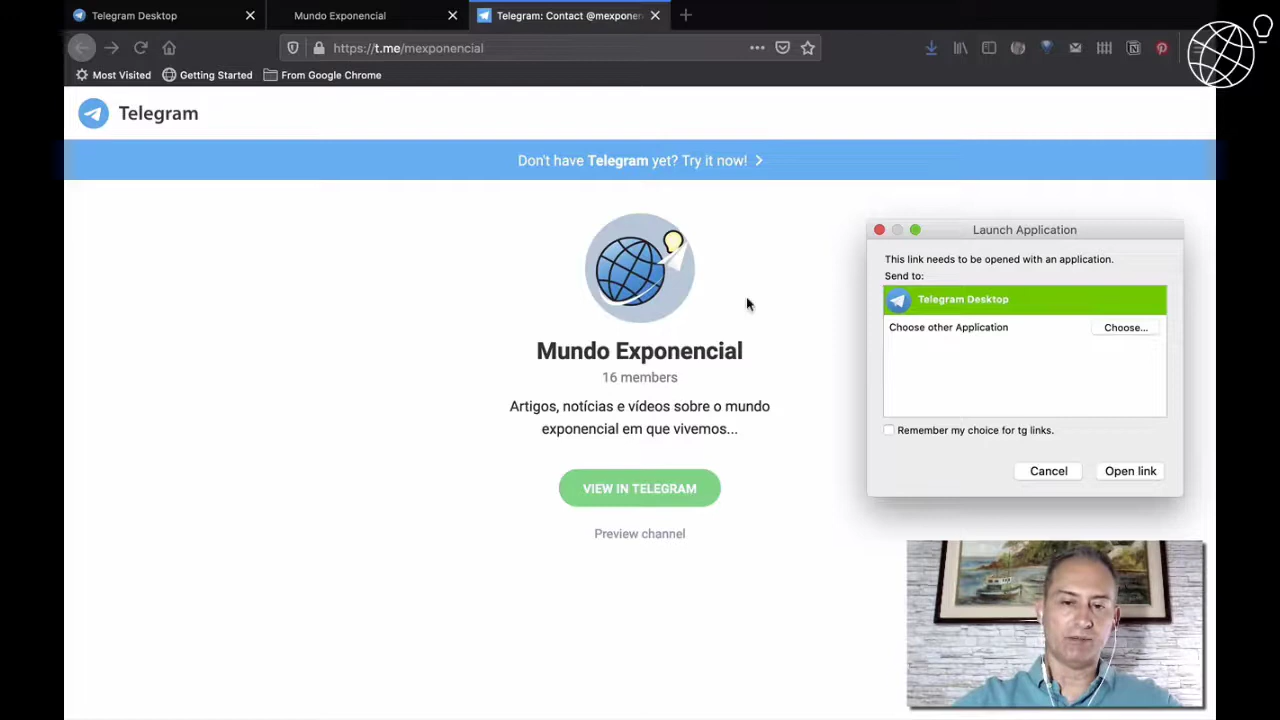 Telegram Desktop
Mundo Exponencial
Telegram: Contact @mexponen
https://t.me/mexponencial
Most Visited
Getting Started
From Google Chrome
Telegram
Don't have Telegram yet? Try it now!
Mundo Exponencial
16 members
Artigos, notícias e vídeos sobre o mundo
exponencial em que vivemos...
VIEW IN TELEGRAM
Preview channel
Launch Application
This link needs to be opened with an application.
Send to:
Telegram Desktop
Choose other Application
Choose...
Remember my choice for tg links.
Cancel
Open link